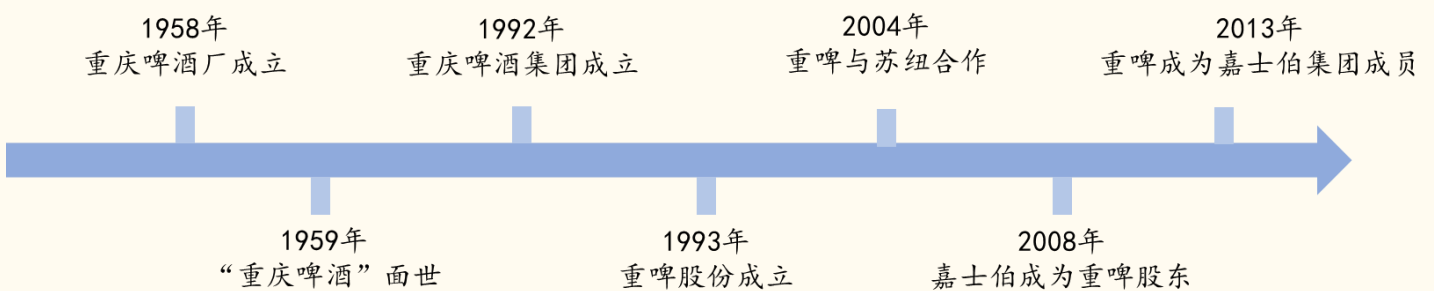 1958年
重庆啤酒厂成立
1959年
“重庆啤酒”面世
1992年
重庆啤酒集团成立
1993年
重啤股份成立
2004年
重啤与苏纽合作
2008年
嘉士伯成为重啤股东
2013年
重啤成为嘉士伯集团成员